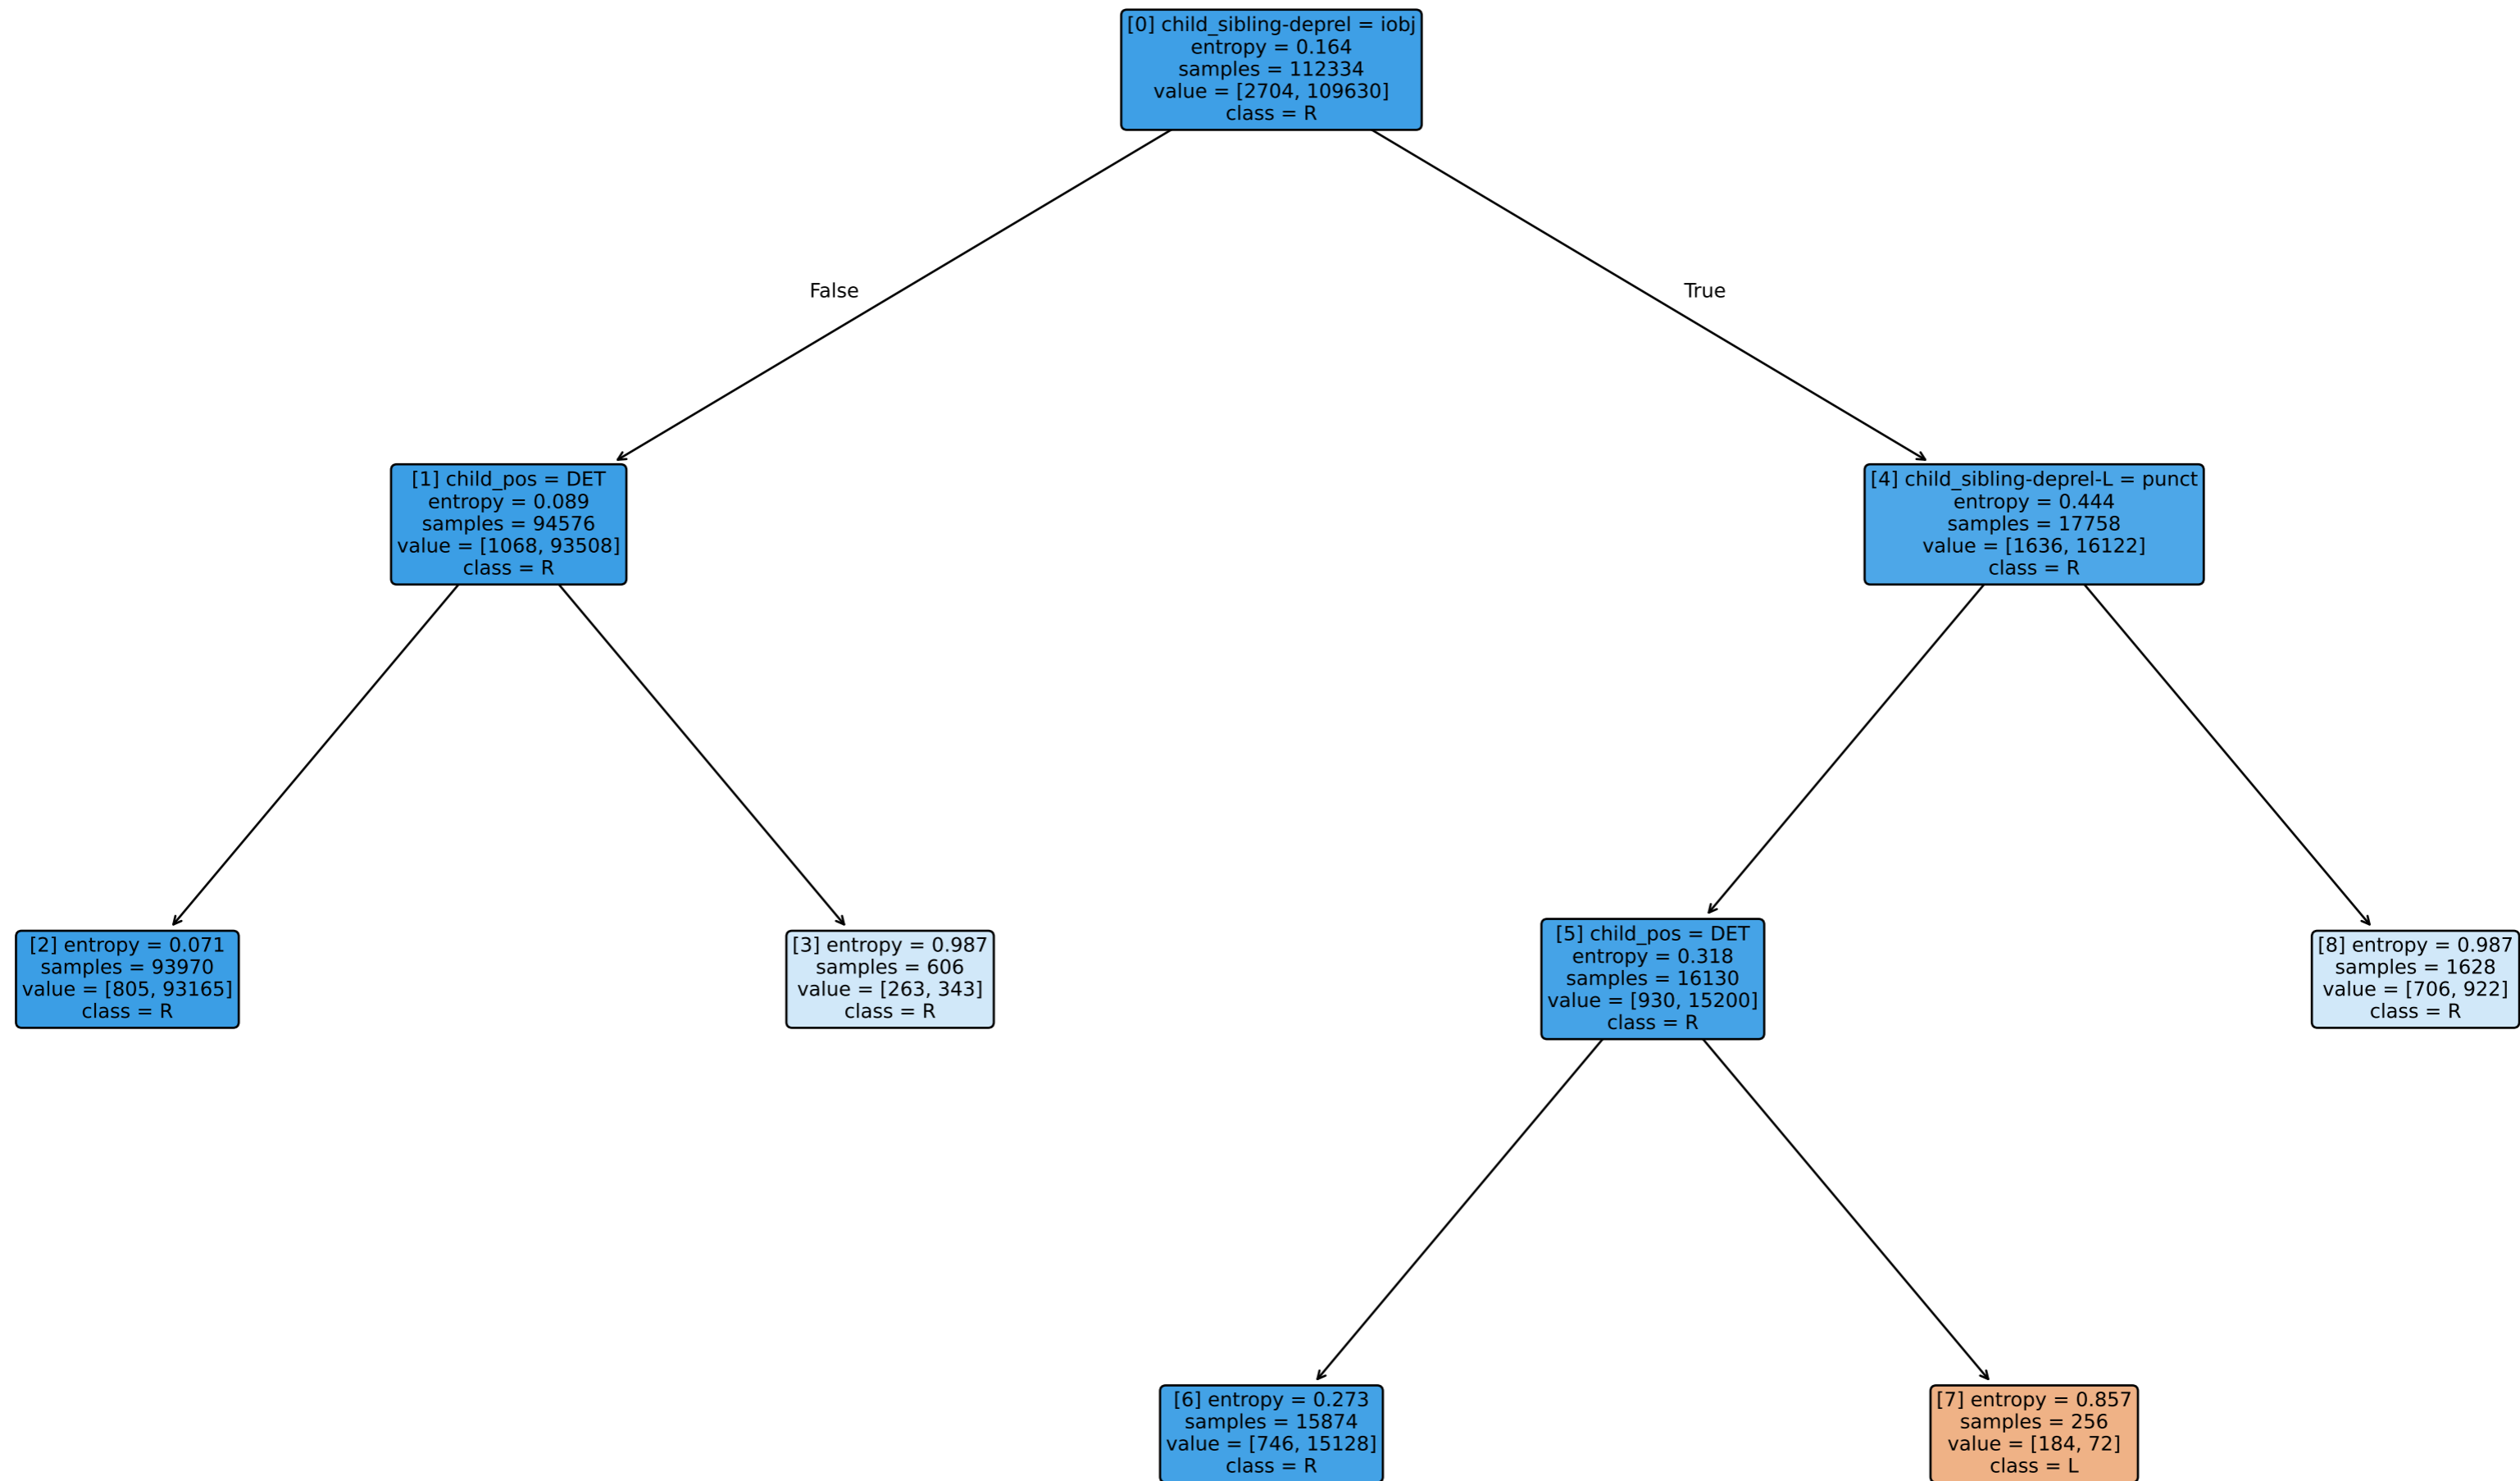 [0] child_sibling-deprel = iobj
entropy = 0.164
samples = 112334
value = [2704, 109630]
class = R
False
True
[1] child_pos = DET
entropy = 0.089
samples = 94576
value = [1068, 93508]
class = R
[4] child_sibling-deprel-L = punct
entropy = 0.444
samples = 17758
value = [1636, 16122]
class = R
[2] entropy = 0.071
samples = 93970
value = [805, 93165]
class = R
[3] entropy = 0.987
samples = 606
value = [263, 343]
class = R
[5] child_pos = DET
entropy = 0.318
samples = 16130
value = [930, 15200]
class = R
[8] entropy = 0.987
samples = 1628
value = [706, 922]
class = R
[6] entropy = 0.273
samples = 15874
value = [746, 15128]
class = R
[7] entropy = 0.857
samples = 256
value = [184, 72]
class = L